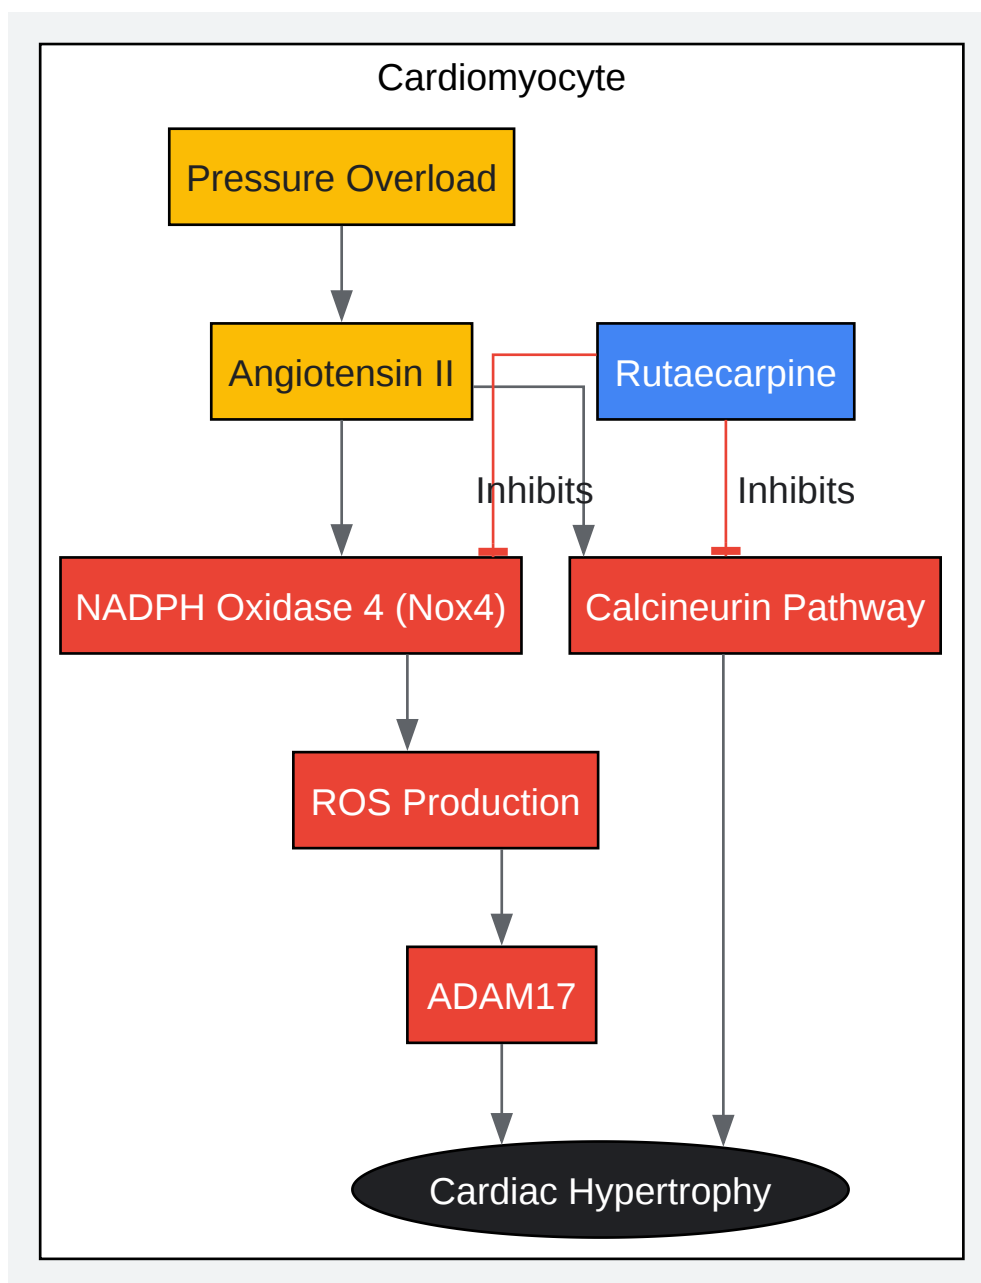 Cardiomyocyte
Pressure Overload
Angiotensin II
Rutaecarpine
Inhibits
Inhibits
NADPH Oxidase 4 (Nox4)
Calcineurin Pathway
ROS Production
ADAM17
Cardiac Hypertrophy